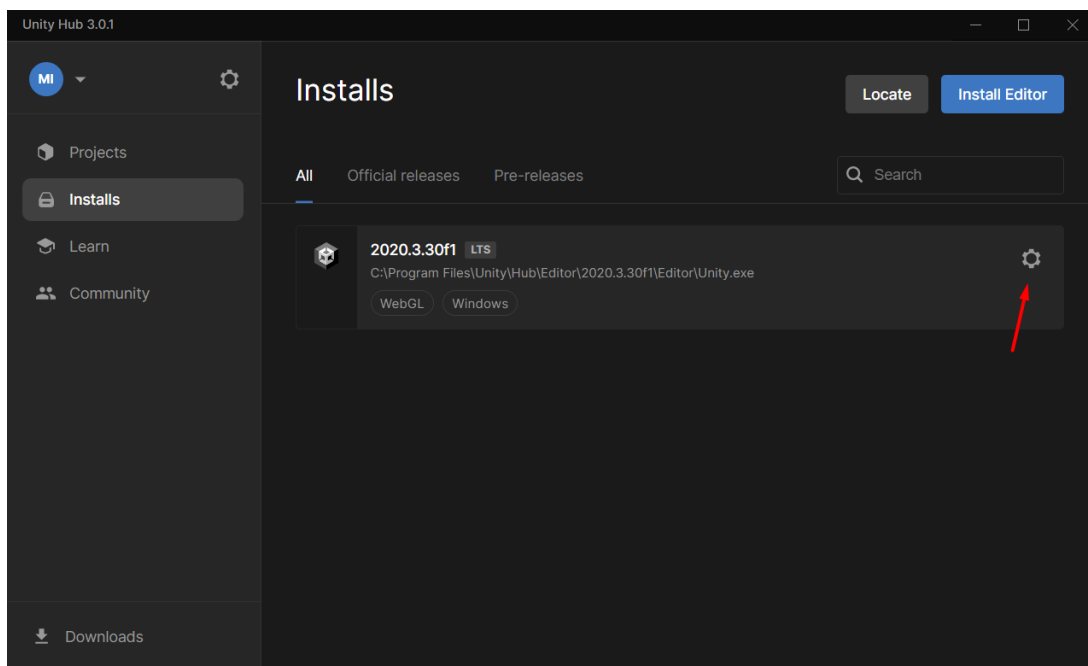 Unity Hub 3.0.1
MI
Projects
Installs
Learn
Community
Downloads
Installs
Locate
Install Editor
All Official releases Pre-releases
Search
2020.3.30f1 LTS
C:\Program Files\Unity\Hub\Editor\2020.3.30f1\Editor\Unity.exe
WebGL Windows